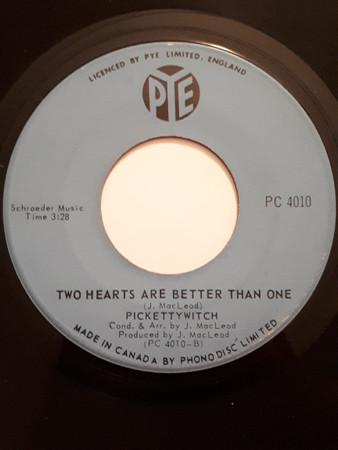 LICENCED BY PYE LIMITED, ENGLAND
PYE
Schroeder Music
Time 3:28
PC 4010
TWO HEARTS ARE BETTER THAN ONE
(J. MacLeod)
PICKETTYWITCH
Cond. & Arr. by J. MacLeod
Produced by J. MacLeod
(PC 4010-B)
MADE IN CANADA BY PHONODISC LIMITED